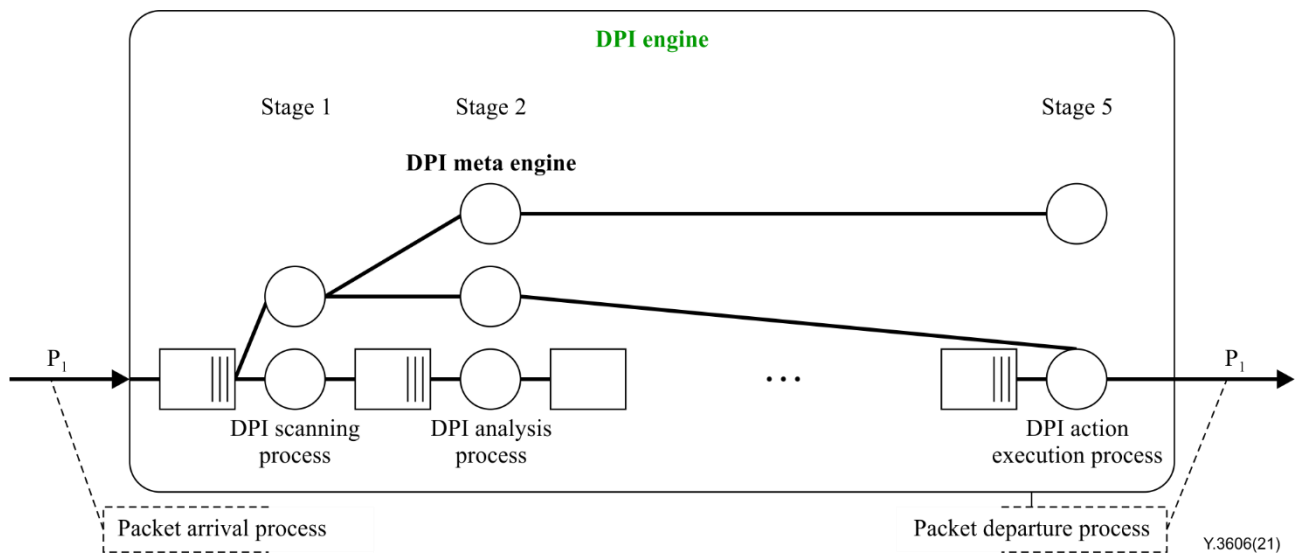 DPI engine
Stage 1
Stage 2
Stage 5
DPI meta engine
P1
P1
...
DPI scanning
process
DPI analysis
process
DPI action
execution process
Packet arrival process
Packet departure process
Y.3606(21)